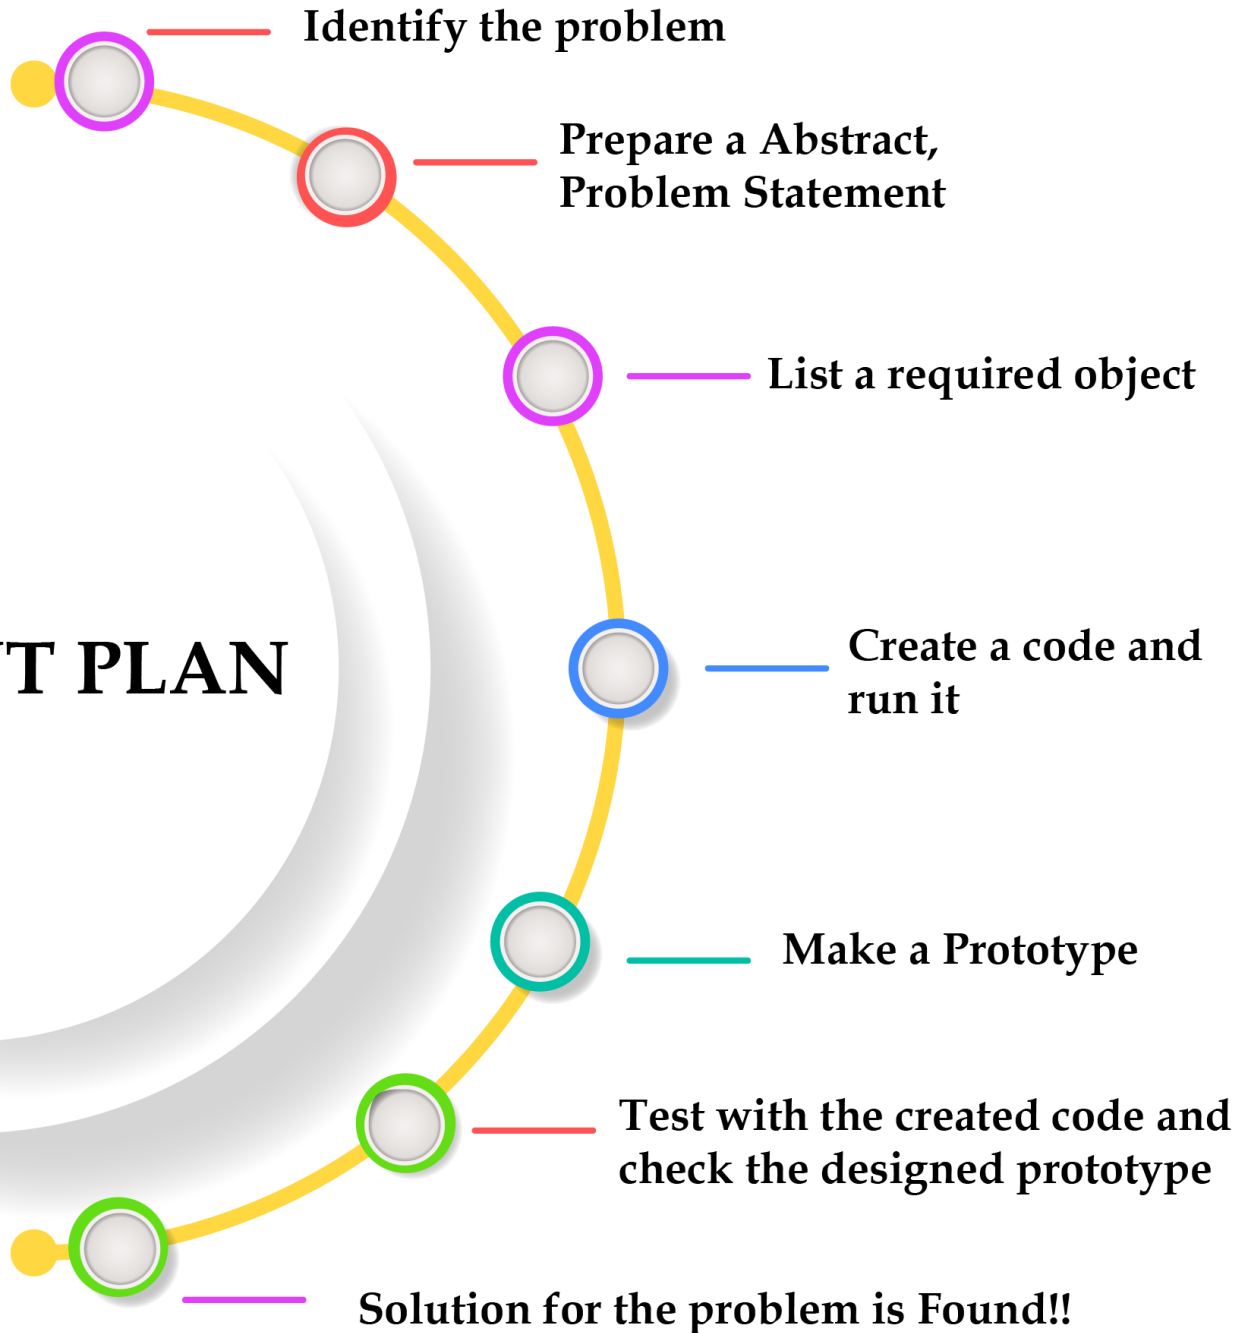 Identify the problem
Prepare a Abstract,
Problem Statement
List a required object
T PLAN
Create a code and
run it
Make a Prototype
Test with the created code and
check the designed prototype
Solution for the problem is Found!!